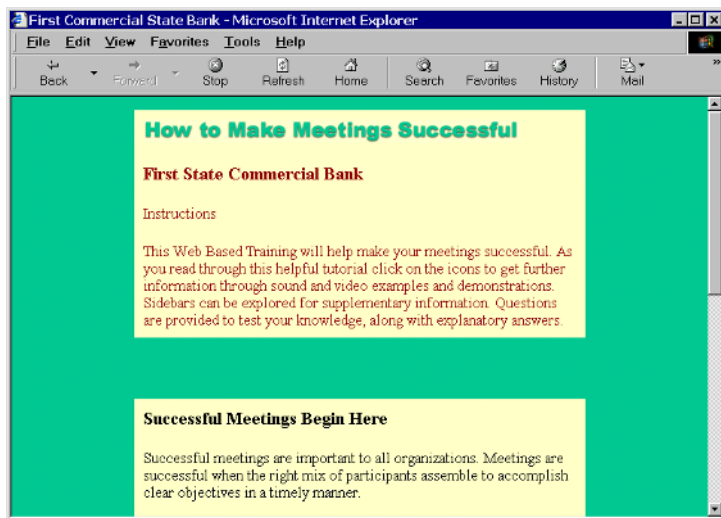 First Commercial State Bank - Microsoft Internet Explorer
File Edit View Favorites Tools Help
Back Forward Stop Refresh Home Search Favorites History Mail »
How to Make Meetings Successful
First State Commercial Bank
Instructions
This Web Based Training will help make your meetings successful. As
you read through this helpful tutorial click on the icons to get further
information through sound and video examples and demonstrations.
Sidebars can be explored for supplementary information. Questions
are provided to test your knowledge, along with explanatory answers.
Successful Meetings Begin Here
Successful meetings are important to all organizations. Meetings are
successful when the right mix of participants assemble to accomplish
clear objectives in a timely manner.